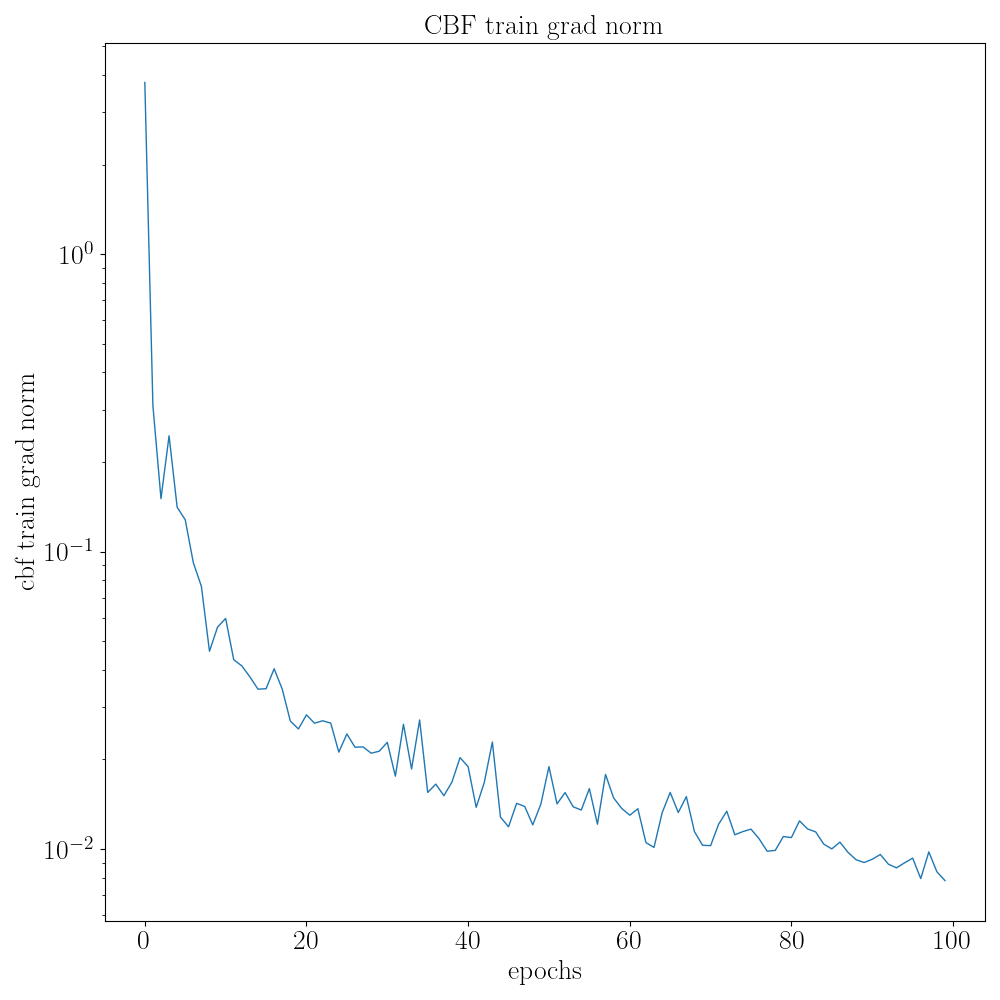 CBF train grad norm
cbf train grad norm
10^0
10^{-1}
10^{-2}
0 20 40 60 80 100
epochs